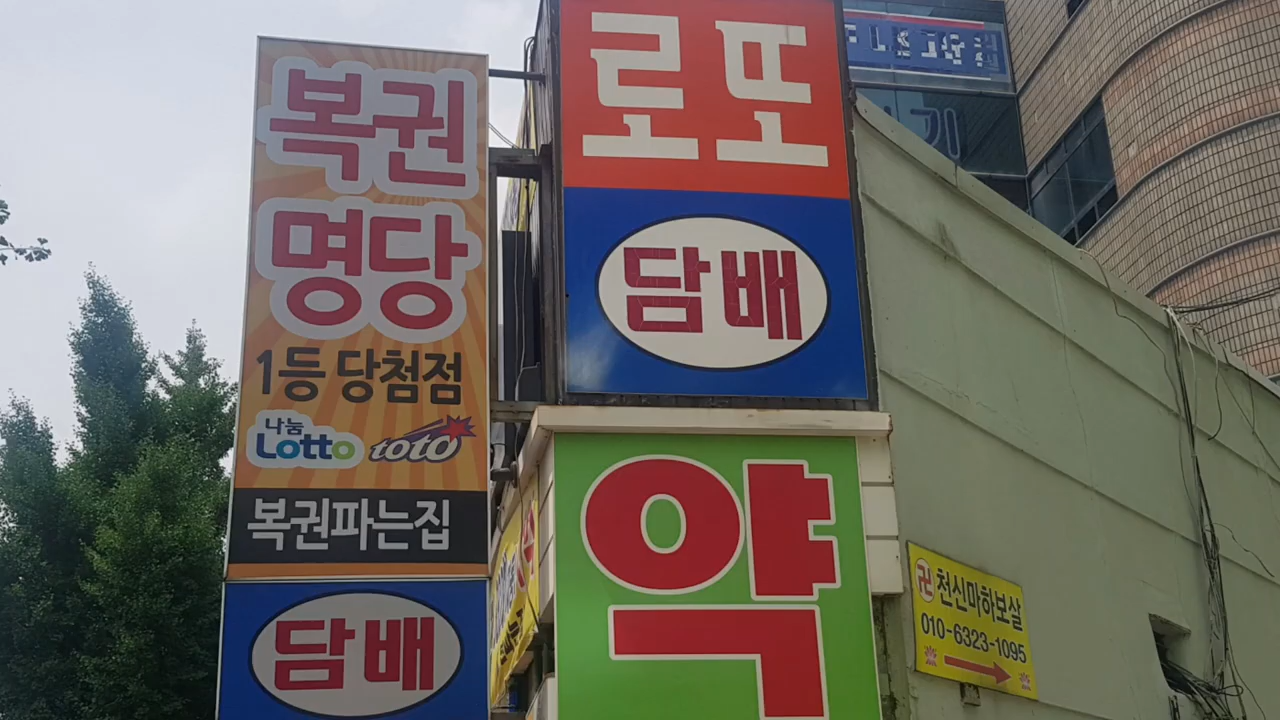 복권
명당
1등 당첨점
나눔
Lotto toto
복권파는집
담배
로또
담배
약
천신마하보살
010-6323-1095